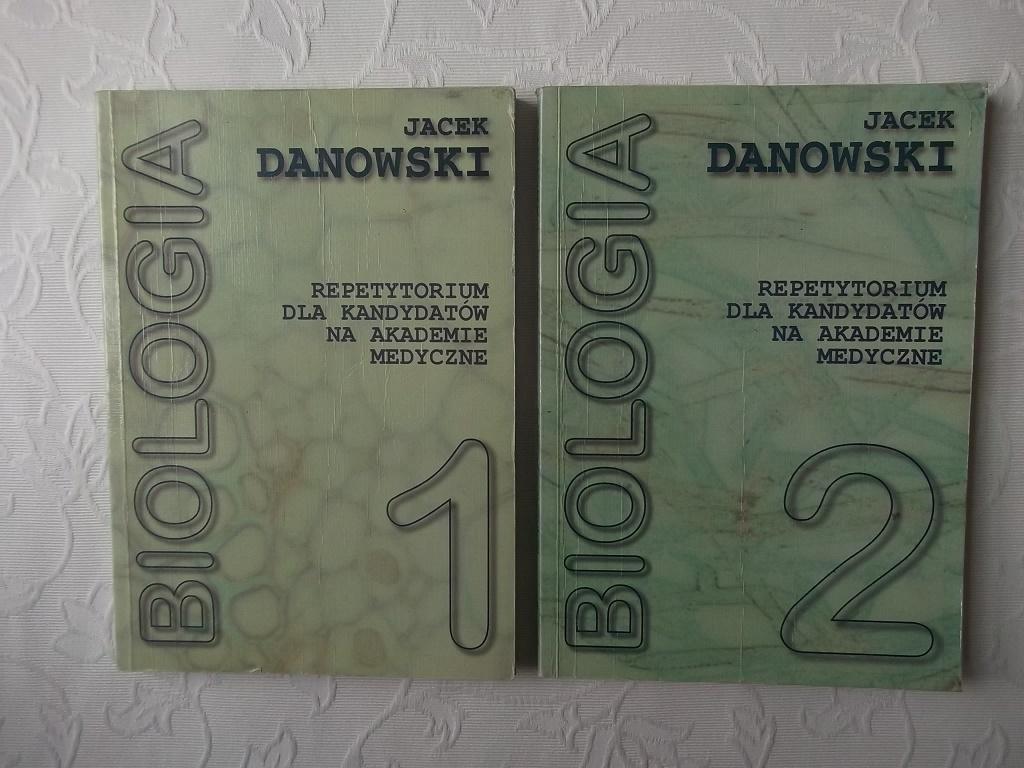 JACEK
DANOWSKI
BIOLOGIA
REPETYTORIUM
DLA KANDYDATÓW
NA AKADEMIE
MEDYCZNE
1
JACEK
DANOWSKI
BIOLOGIA
REPETYTORIUM
DLA KANDYDATÓW
NA AKADEMIE
MEDYCZNE
2